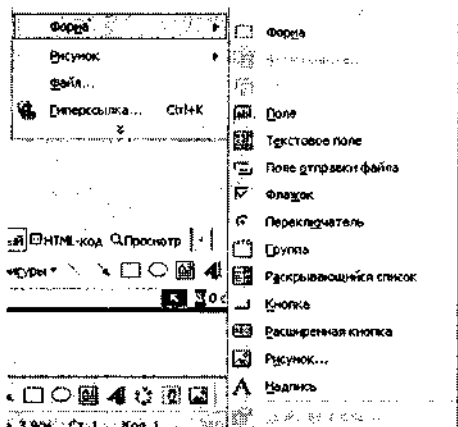 Форма
Рисунок
Файл...
Гиперссылка... Ctrl+K
HTML-код Просмотр
Форма
Поле
Текстовое поле
Поле отправки файла
Флажок
Переключатель
Группа
Раскрывающийся список
Кнопка
Расширенная кнопка
Рисунок...
Надпись